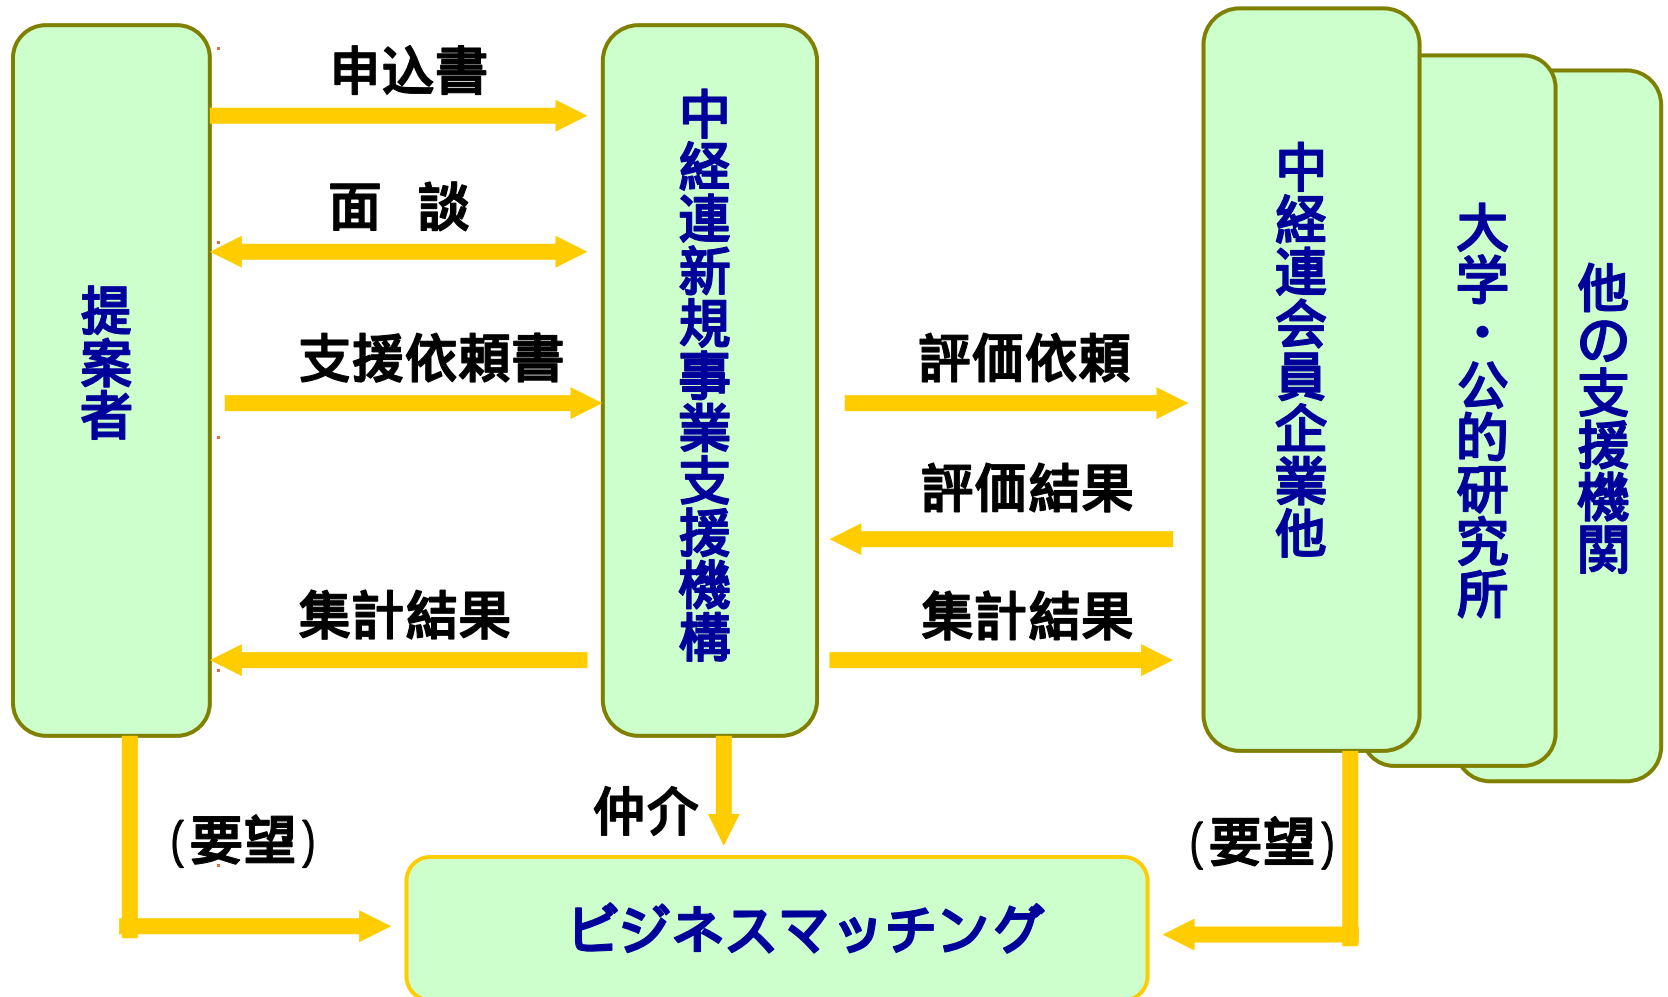 提案者
申込書
面 談
支援依頼書
集計結果
中経連新規事業支援機構
評価依頼
評価結果
集計結果
中経連会員企業他
大学・公的研究所
他の支援機関
(要望)
仲介
(要望)
ビジネスマッチング